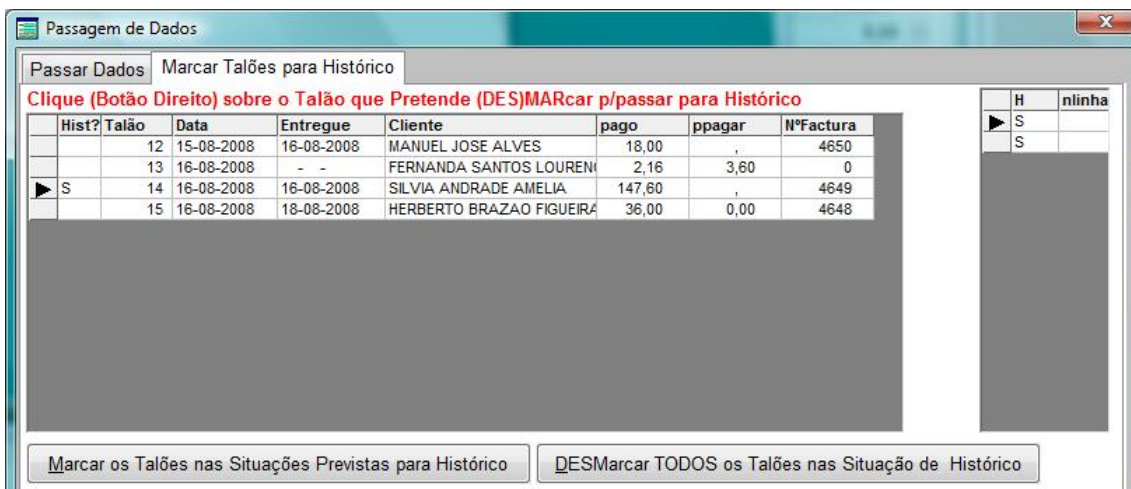 Passagem de Dados
Passar Dados Marcar Talões para Histórico
Clique (Botão Direito) sobre o Talão que Pretende (DES)MARcar p/passar para Histórico
Hist? Talão Data Entregue Cliente pago ppagar NºFactura
12 15-08-2008 16-08-2008 MANUEL JOSE ALVES 18,00 , 4650
13 16-08-2008 - - FERNANDA SANTOS LOUREN 2,16 3,60 0
S 14 16-08-2008 16-08-2008 SILVIA ANDRADE AMELIA 147,60 , 4649
15 16-08-2008 18-08-2008 HERBERTO BRAZAO FIGUEIRA 36,00 0,00 4648
H nlinha
S
S
Marcar os Talões nas Situações Previstas para Histórico
DESMarcar TODOS os Talões nas Situação de Histórico